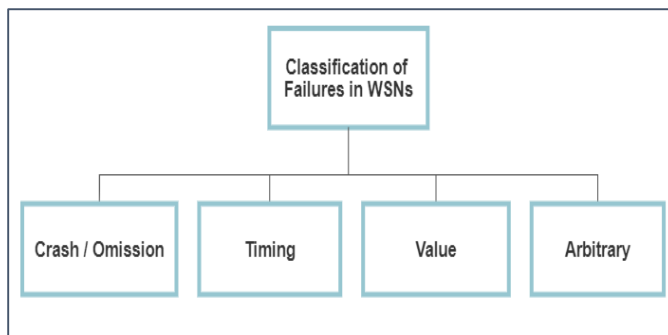 Classification of
Failures in WSNs
Crash / Omission
Timing
Value
Arbitrary